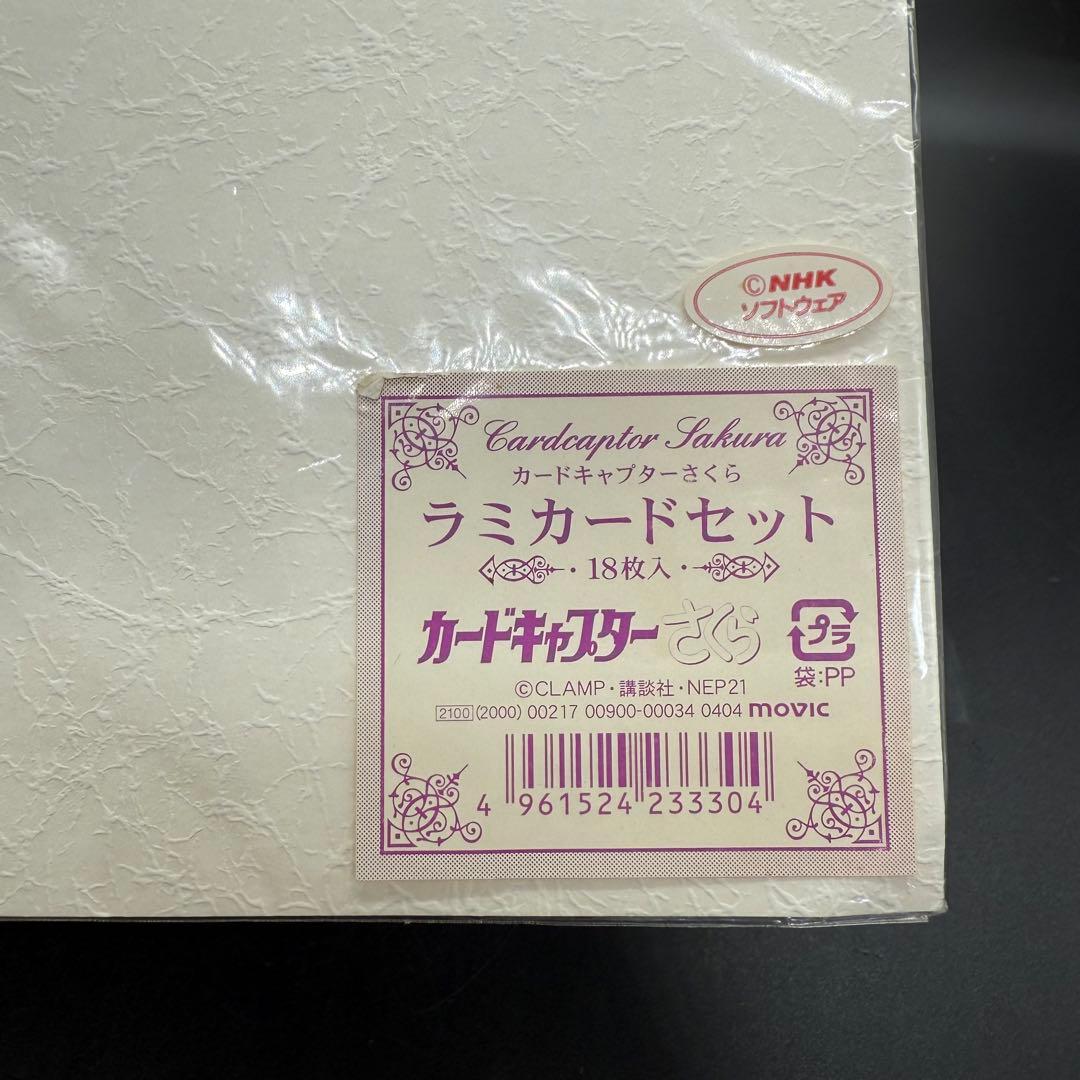 ©NHK
ソフトウェア
Cardcaptor Sakura
カードキャプターさくら
ラミカードセット
・18枚入・
カードキャプターさくら
プラ
袋:PP
©CLAMP・講談社・NEP21
2100 (2000) 00217 00900-00034 0404 movic
4 961524 233304